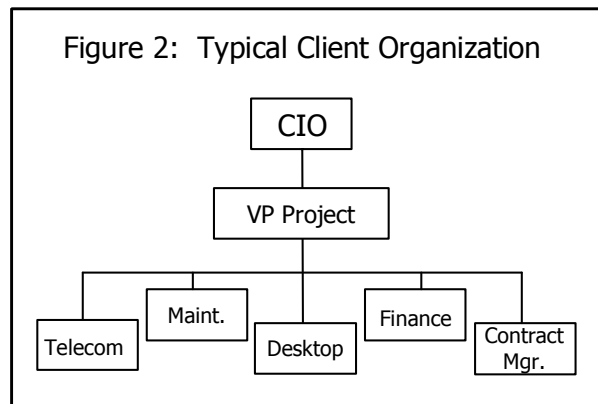 Figure 2:  Typical Client Organization
CIO
VP Project
Telecom
Maint.
Desktop
Finance
Contract
Mgr.